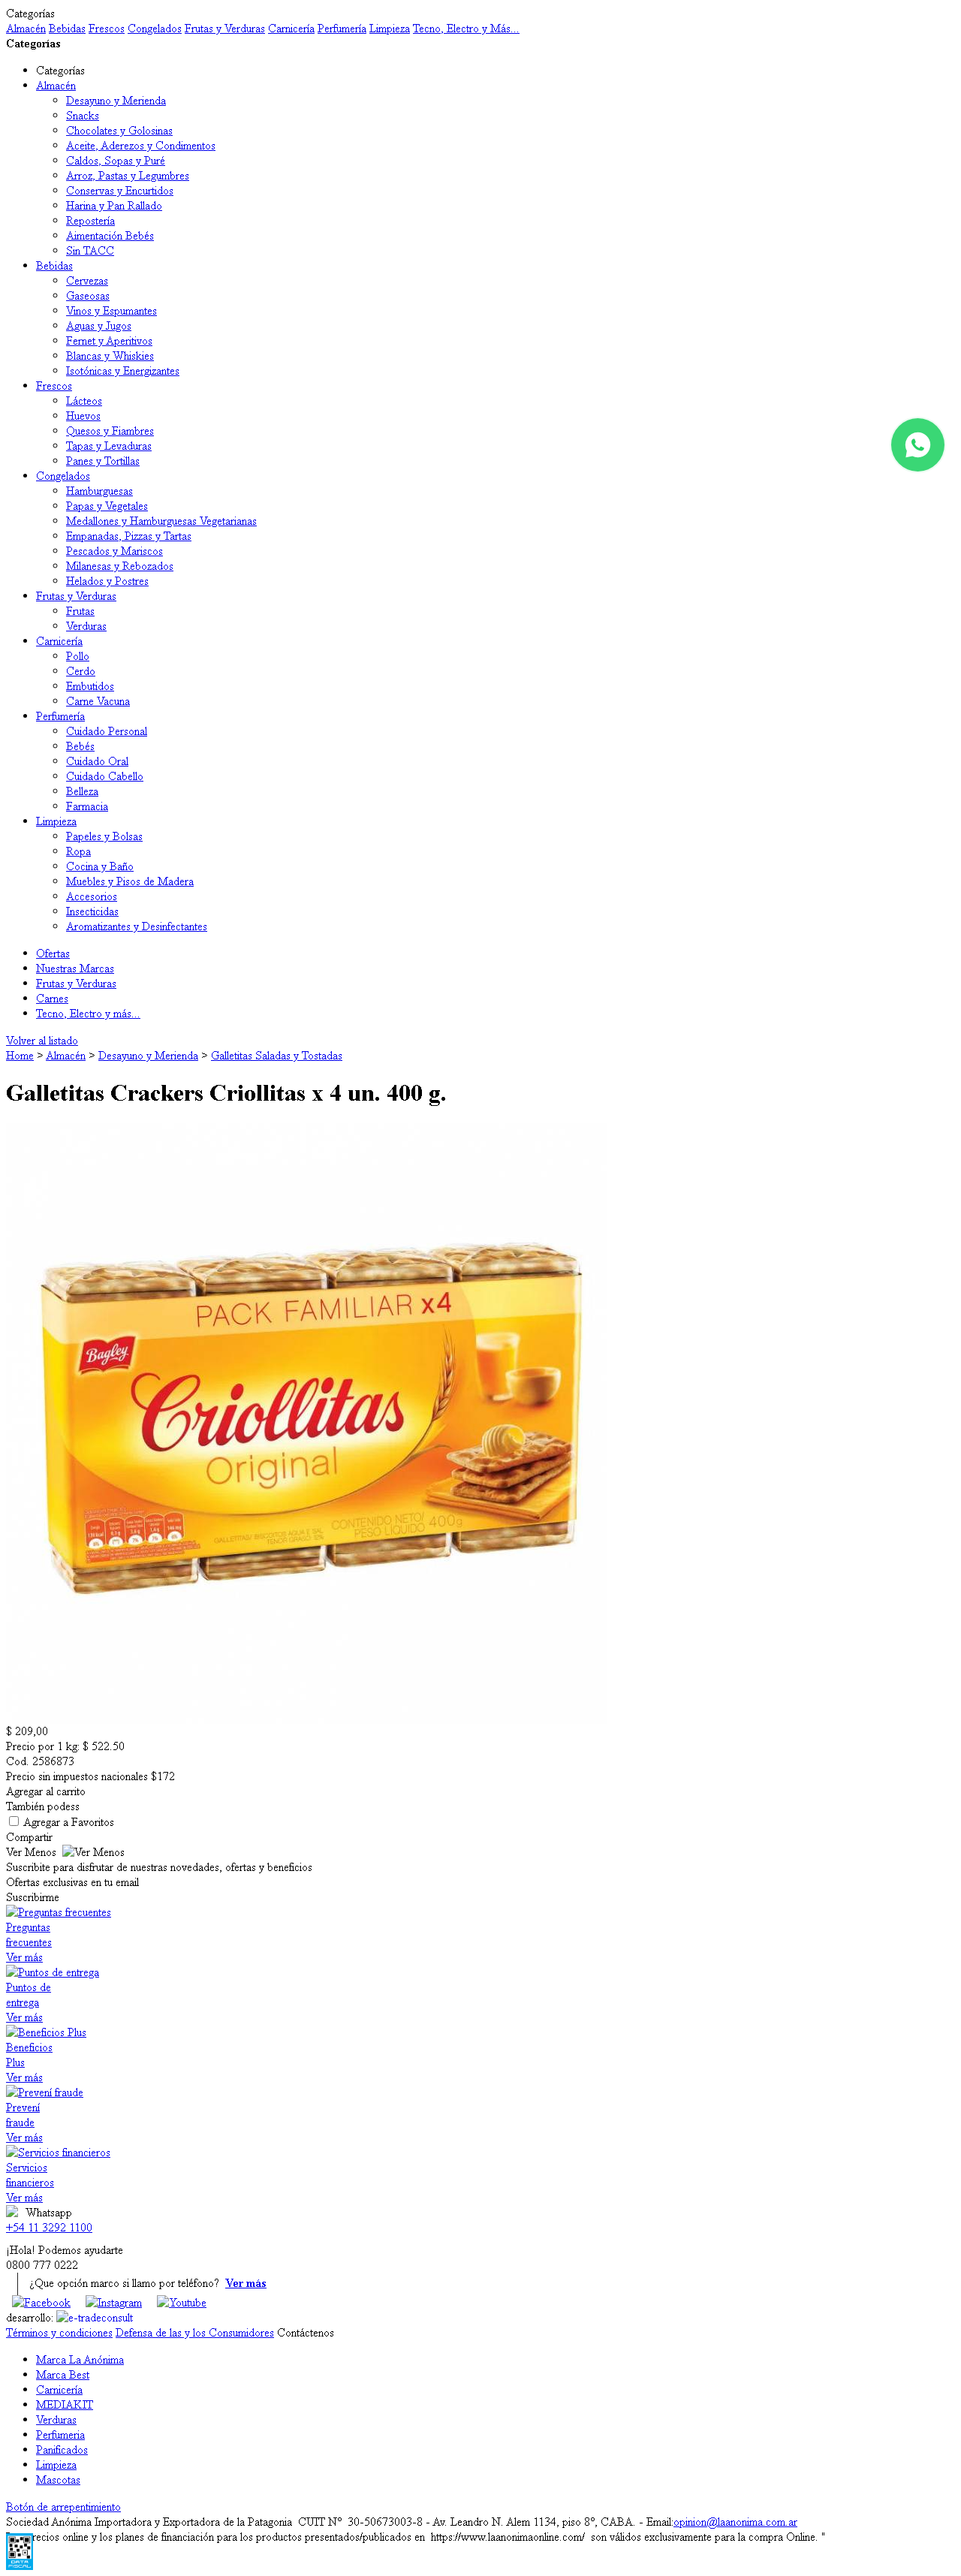 Categorías
Almacén Bebidas Frescos Congelados Frutas y Verduras Carnicería Perfumería Limpieza Tecno, Electro y Más...
Categorías
Categorías
Almacén
Desayuno y Merienda
Snacks
Chocolates y Golosinas
Aceite, Aderezos y Condimentos
Caldos, Sopas y Puré
Arroz, Pastas y Legumbres
Conservas y Encurtidos
Harina y Pan Rallado
Repostería
Aimentación Bebés
Sin TACC
Bebidas
Cervezas
Gaseosas
Vinos y Espumantes
Aguas y Jugos
Fernet y Aperitivos
Blancas y Whiskies
Isotónicas y Energizantes
Frescos
Lácteos
Huevos
Quesos y Fiambres
Tapas y Levaduras
Panes y Tortillas
Congelados
Hamburguesas
Papas y Vegetales
Medallones y Hamburguesas Vegetarianas
Empanadas, Pizzas y Tartas
Pescados y Mariscos
Milanesas y Rebozados
Helados y Postres
Frutas y Verduras
Frutas
Verduras
Carnicería
Pollo
Cerdo
Embutidos
Carne Vacuna
Perfumería
Cuidado Personal
Bebés
Cuidado Oral
Cuidado Cabello
Belleza
Farmacia
Limpieza
Papeles y Bolsas
Ropa
Cocina y Baño
Muebles y Pisos de Madera
Accesorios
Insecticidas
Aromatizantes y Desinfectantes
Ofertas
Nuestras Marcas
Frutas y Verduras
Carnes
Tecno, Electro y más...
Volver al listado
Home > Almacén > Desayuno y Merienda > Galletitas Saladas y Tostadas
Galletitas Crackers Criollitas x 4 un. 400 g.
PACK FAMILIAR x4
Bagley
Criollitas
Original
CONTENIDO NETO/
PESO LIQUIDO 400g
$ 209,00
Precio por 1 kg: $ 522.50
Cod. 2586873
Precio sin impuestos nacionales $172
Agregar al carrito
También podess
Agregar a Favoritos
Compartir
Ver Menos Ver Menos
Suscribite para disfrutar de nuestras novedades, ofertas y beneficios
Ofertas exclusivas en tu email
Suscribirme
Preguntas frecuentes
Preguntas
frecuentes
Ver más
Puntos de entrega
Puntos de
entrega
Ver más
Beneficios Plus
Beneficios
Plus
Ver más
Prevení fraude
Prevení
fraude
Ver más
Servicios financieros
Servicios
financieros
Ver más
Whatsapp
+54 11 3292 1100
¡Hola! Podemos ayudarte
0800 777 0222
¿Que opción marco si llamo por teléfono? Ver más
Facebook Instagram Youtube
desarrollo: e-tradeconsult
Términos y condiciones Defensa de las y los Consumidores Contáctenos
Marca La Anónima
Marca Best
Carnicería
MEDIAKIT
Verduras
Perfumeria
Panificados
Limpieza
Mascotas
Botón de arrepentimiento
Sociedad Anónima Importadora y Exportadora de la Patagonia CUIT Nº 30-50673003-8 - Av. Leandro N. Alem 1134, piso 8º, CABA. - Email:opinion@laanonima.com.ar
recios online y los planes de financiación para los productos presentados/publicados en https://www.laanonimaonline.com/ son válidos exclusivamente para la compra Online. "
DATA
FISCAL